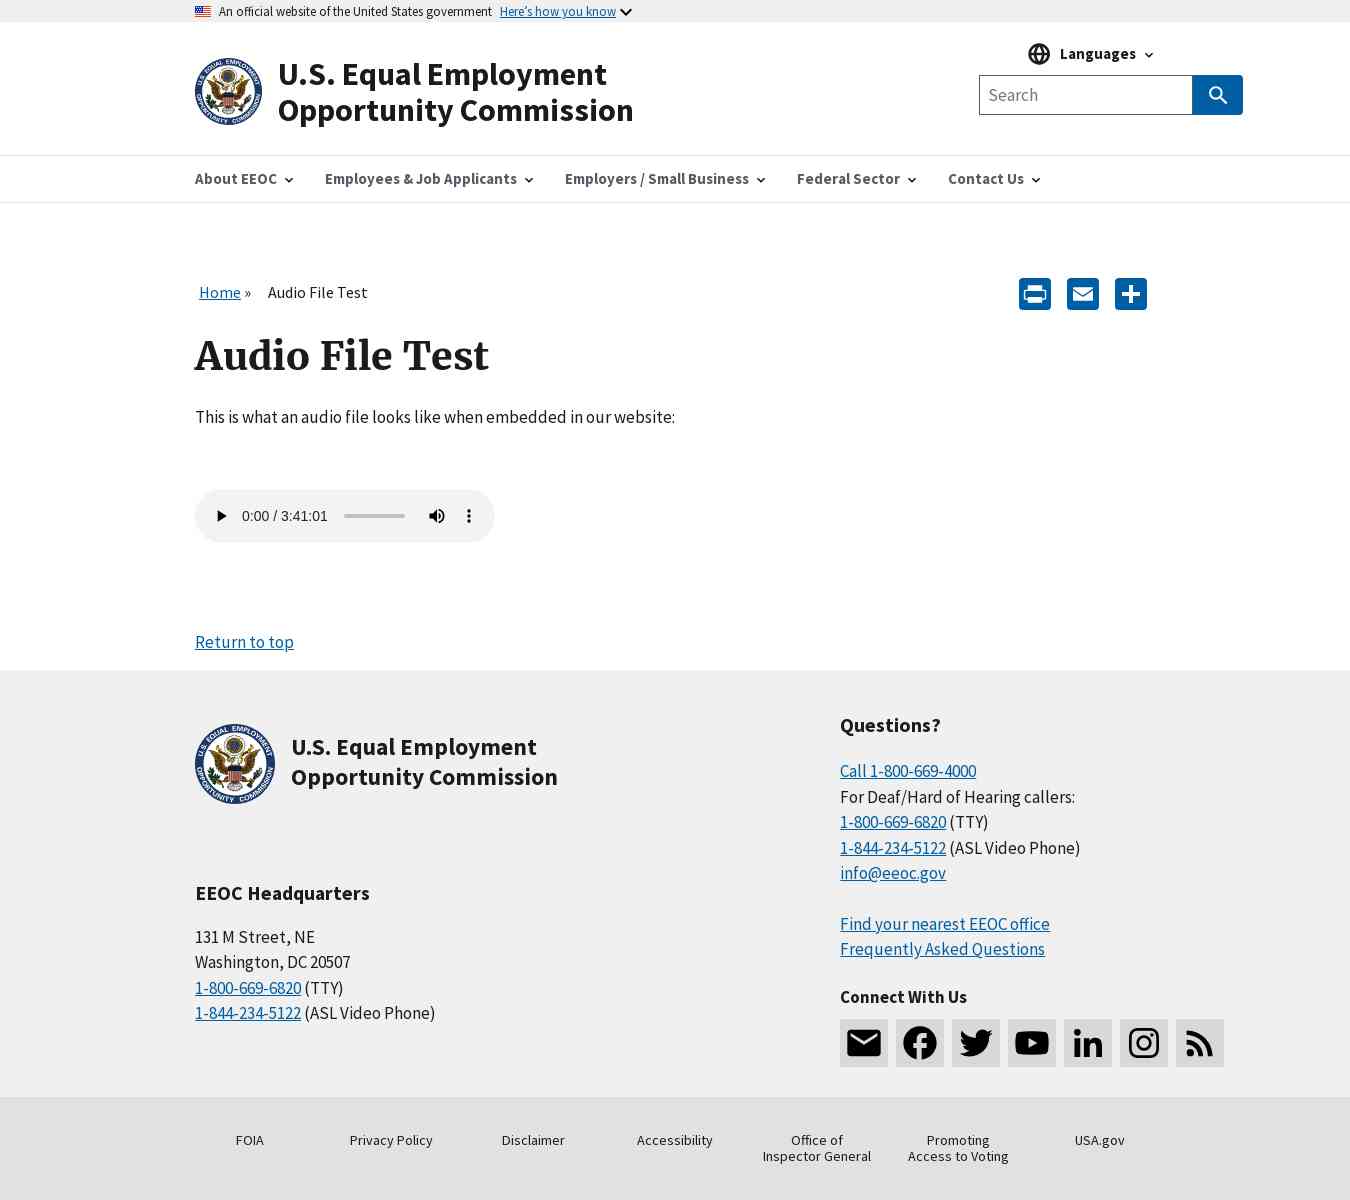 An official website of the United States government Here's how you know
U.S. Equal Employment
Opportunity Commission
Languages
Search
About EEOC
Employees & Job Applicants
Employers / Small Business
Federal Sector
Contact Us
Home » Audio File Test
Audio File Test
This is what an audio file looks like when embedded in our website:
0:00 / 3:41:01
Return to top
U.S. EQUAL EMPLOYMENT
OPPORTUNITY COMMISSION
U.S. Equal Employment
Opportunity Commission
EEOC Headquarters
131 M Street, NE
Washington, DC 20507
1-800-669-6820 (TTY)
1-844-234-5122 (ASL Video Phone)
Questions?
Call 1-800-669-4000
For Deaf/Hard of Hearing callers:
1-800-669-6820 (TTY)
1-844-234-5122 (ASL Video Phone)
info@eeoc.gov
Find your nearest EEOC office
Frequently Asked Questions
Connect With Us
FOIA
Privacy Policy
Disclaimer
Accessibility
Office of
Inspector General
Promoting
Access to Voting
USA.gov